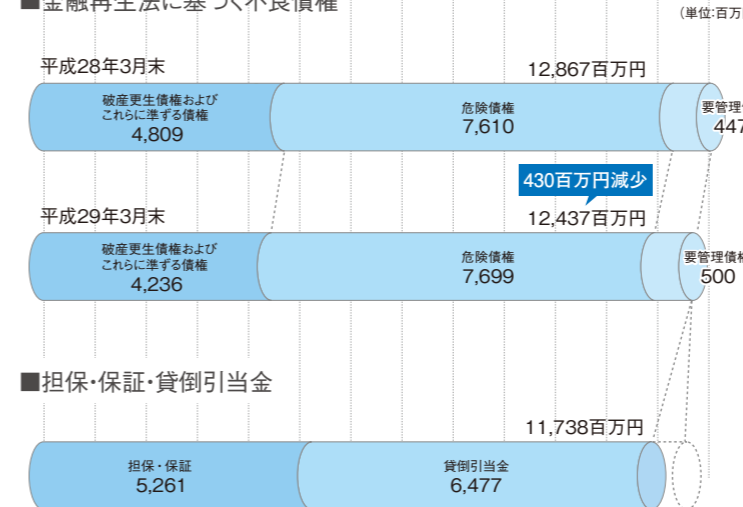 ■金融再生法に基づく不良債権
(単位:百万
平成28年3月末
12,867百万円
破産更生債権および
これらに準ずる債権
4,809
危険債権
7,610
要管理
447
430百万円減少
平成29年3月末
12,437百万円
破産更生債権および
これらに準ずる債権
4,236
危険債権
7,699
要管理債権
500
■担保・保証・貸倒引当金
11,738百万円
担保・保証
5,261
貸倒引当金
6,477